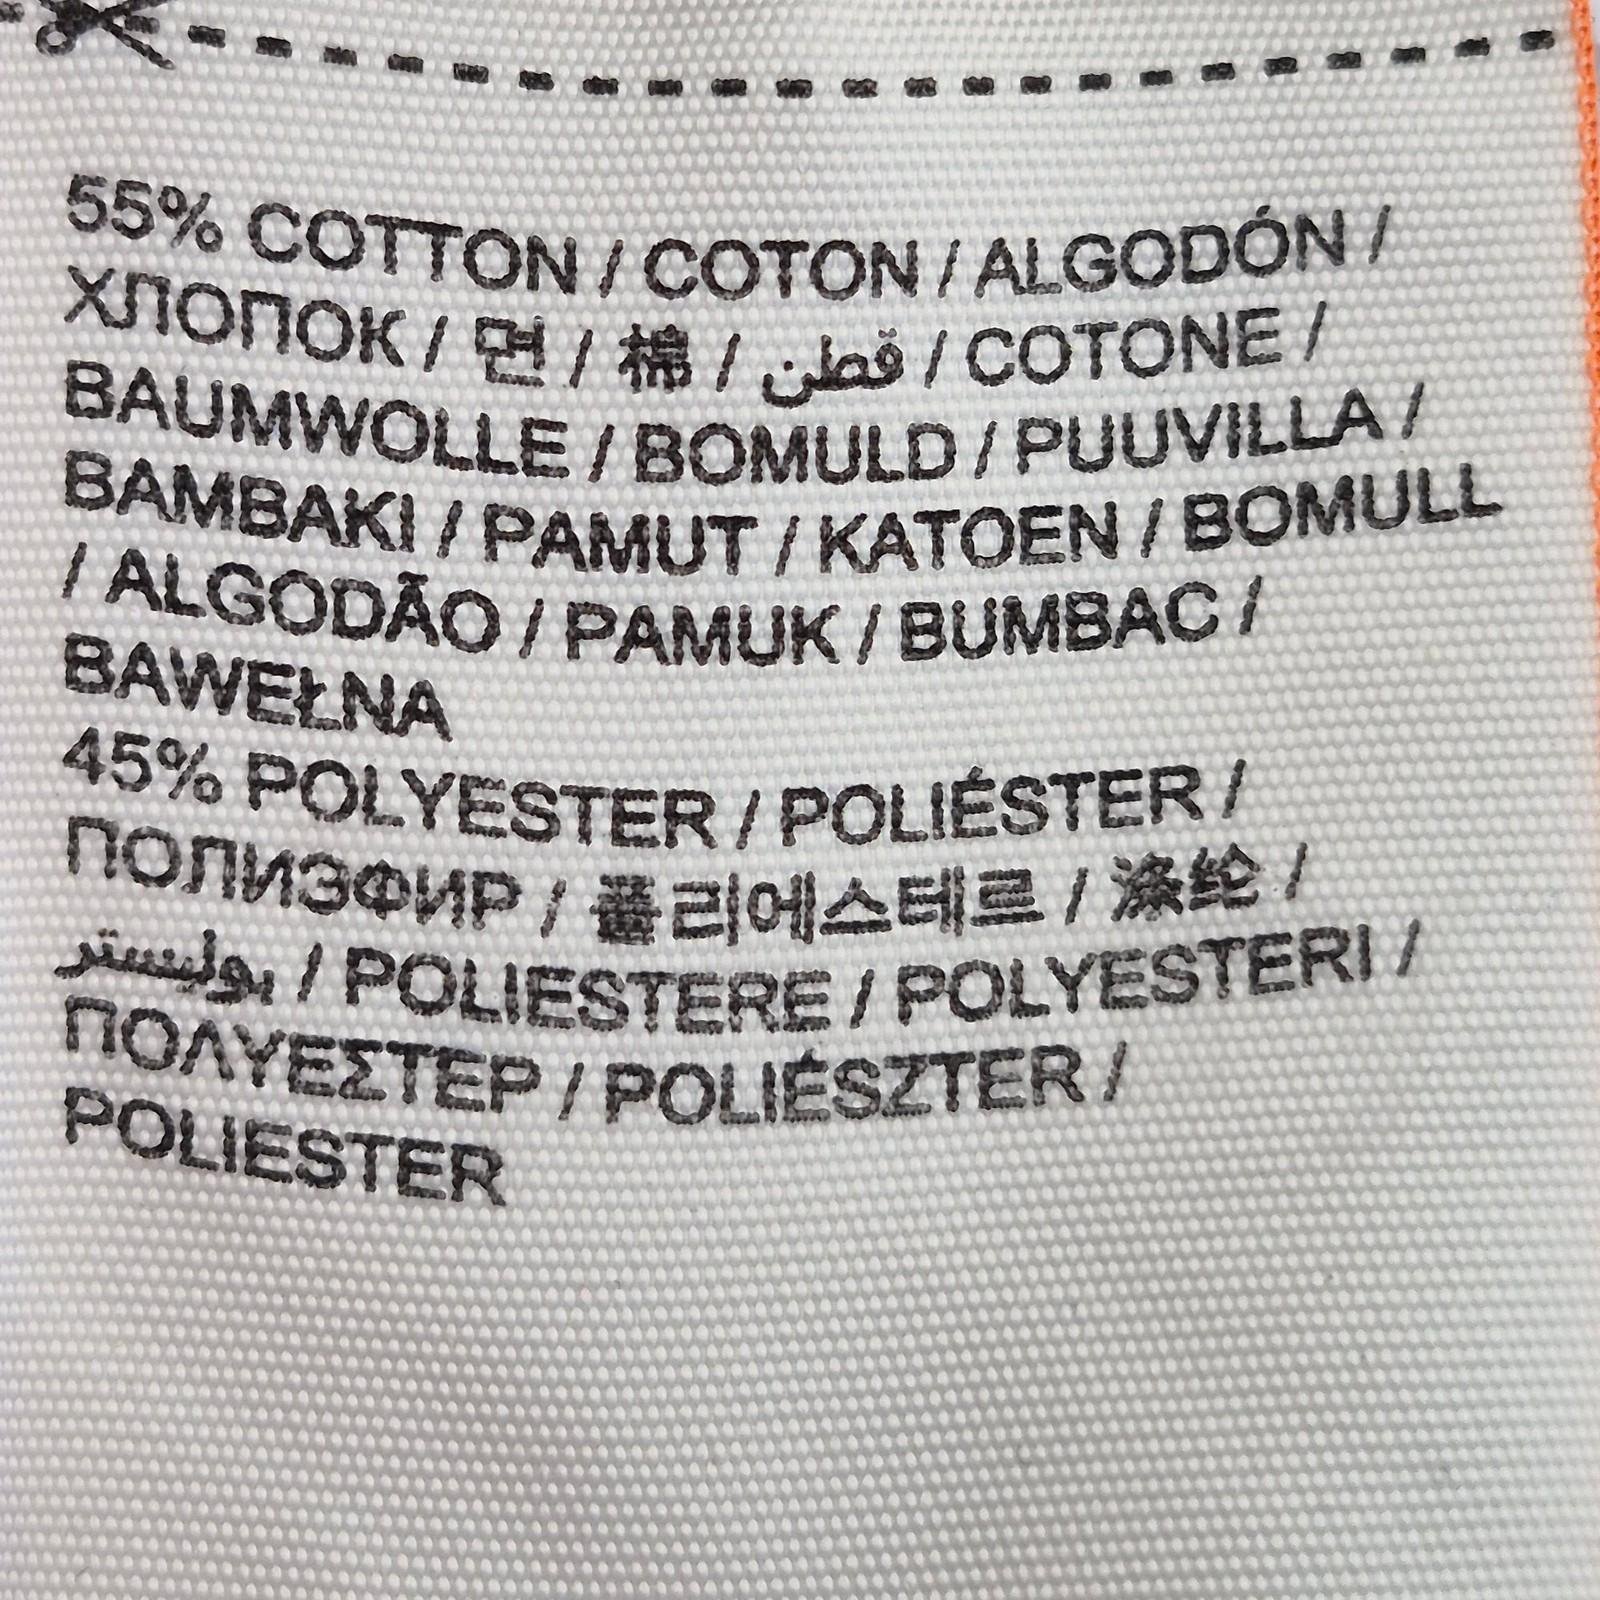 55% COTTON / COTON / ALGODÓN /
ХЛОПОК / 면 / 棉 / قطن / COTONE /
BAUMWOLLE / BOMULD / PUUVILLA /
BAMBAKI / PAMUT / KATOEN / BOMULL
/ ALGODÃO / PAMUK / BUMBAC /
BAWEŁNA
45% POLYESTER / POLIÉSTER /
ПОЛИЭФИР / 폴리에스테르 / 涤纶 /
بوليستر / POLIESTERE / POLYESTERI /
ΠΟΛΥΕΣΤΕΡ / POLIÉSZTER /
POLIESTER